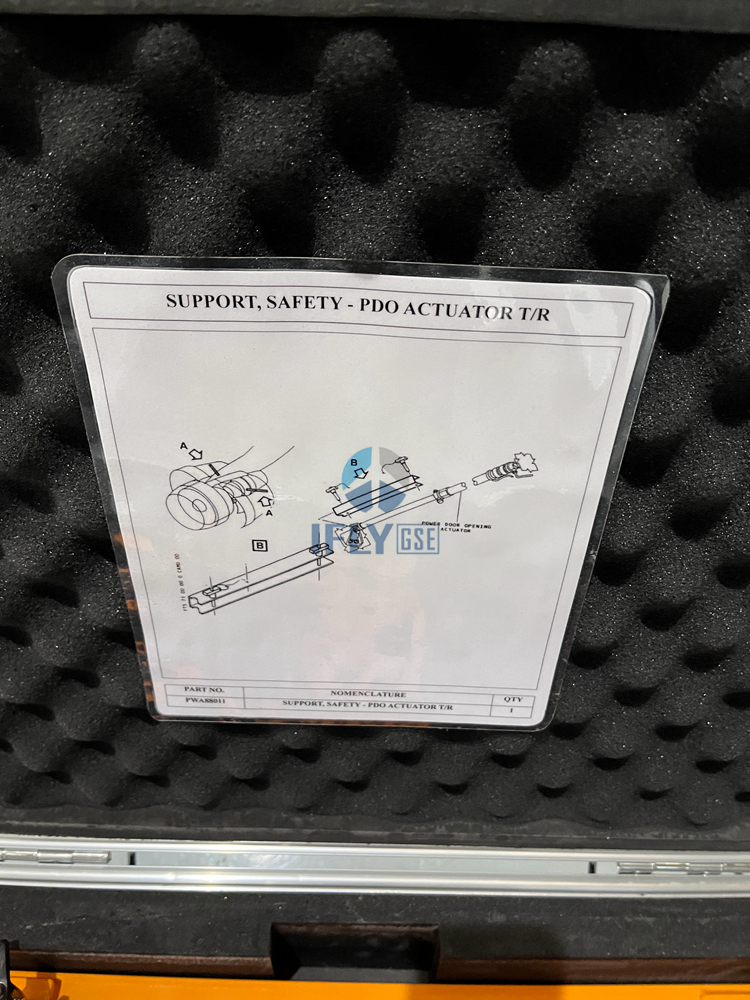 SUPPORT, SAFETY - PDO ACTUATOR T/R
A
A
B
POWER DOOR OPENING
ACTUATOR
IFLY GSE
B
PART NO. NOMENCLATURE QTY
PWA88011 SUPPORT, SAFETY - PDO ACTUATOR T/R 1